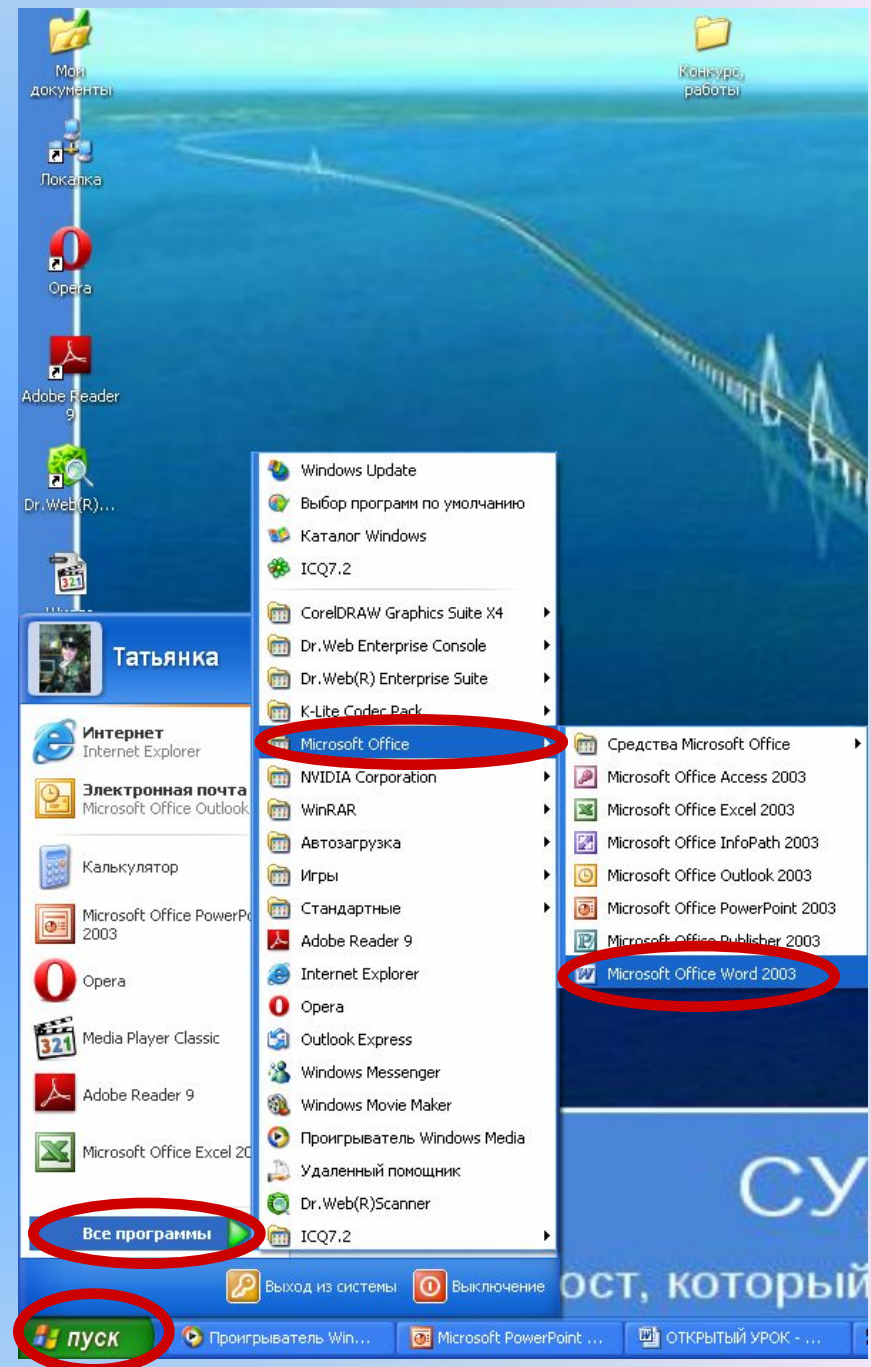 Мои
документы
Конкурс,
работы
Локалка
Opera
Adobe Reader
9
Dr.Web(R)...
Татьянка
Интернет
Internet Explorer
Электронная почта
Microsoft Office Outlook
Калькулятор
Microsoft Office PowerPo
2003
Opera
Media Player Classic
Adobe Reader 9
Microsoft Office Excel 20
Все программы
Windows Update
Выбор программ по умолчанию
Каталог Windows
ICQ7.2
CorelDRAW Graphics Suite X4
Dr.Web Enterprise Console
Dr.Web(R) Enterprise Suite
K-Lite Codec Pack
Microsoft Office
NVIDIA Corporation
WinRAR
Автозагрузка
Игры
Стандартные
Adobe Reader 9
Internet Explorer
Opera
Outlook Express
Windows Messenger
Windows Movie Maker
Проигрыватель Windows Media
Удаленный помощник
Dr.Web(R)Scanner
ICQ7.2
Средства Microsoft Office
Microsoft Office Access 2003
Microsoft Office Excel 2003
Microsoft Office InfoPath 2003
Microsoft Office Outlook 2003
Microsoft Office PowerPoint 2003
Microsoft Office Publisher 2003
Microsoft Office Word 2003
СУ
ост, который
Выход из системы
Выключение
пуск
Проигрыватель Win...
Microsoft PowerPoint ...
ОТКРЫТЫЙ УРОК - ...